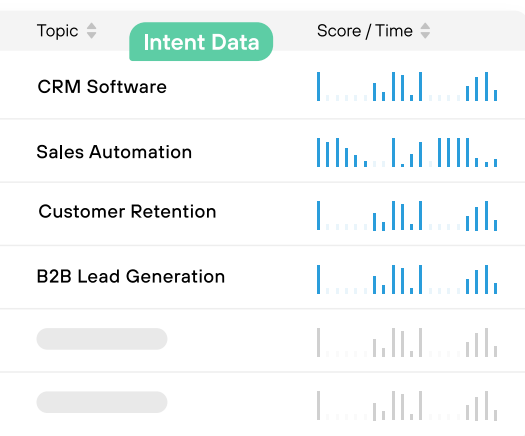 Topic
Intent Data
Score / Time
CRM Software
Sales Automation
Customer Retention
B2B Lead Generation